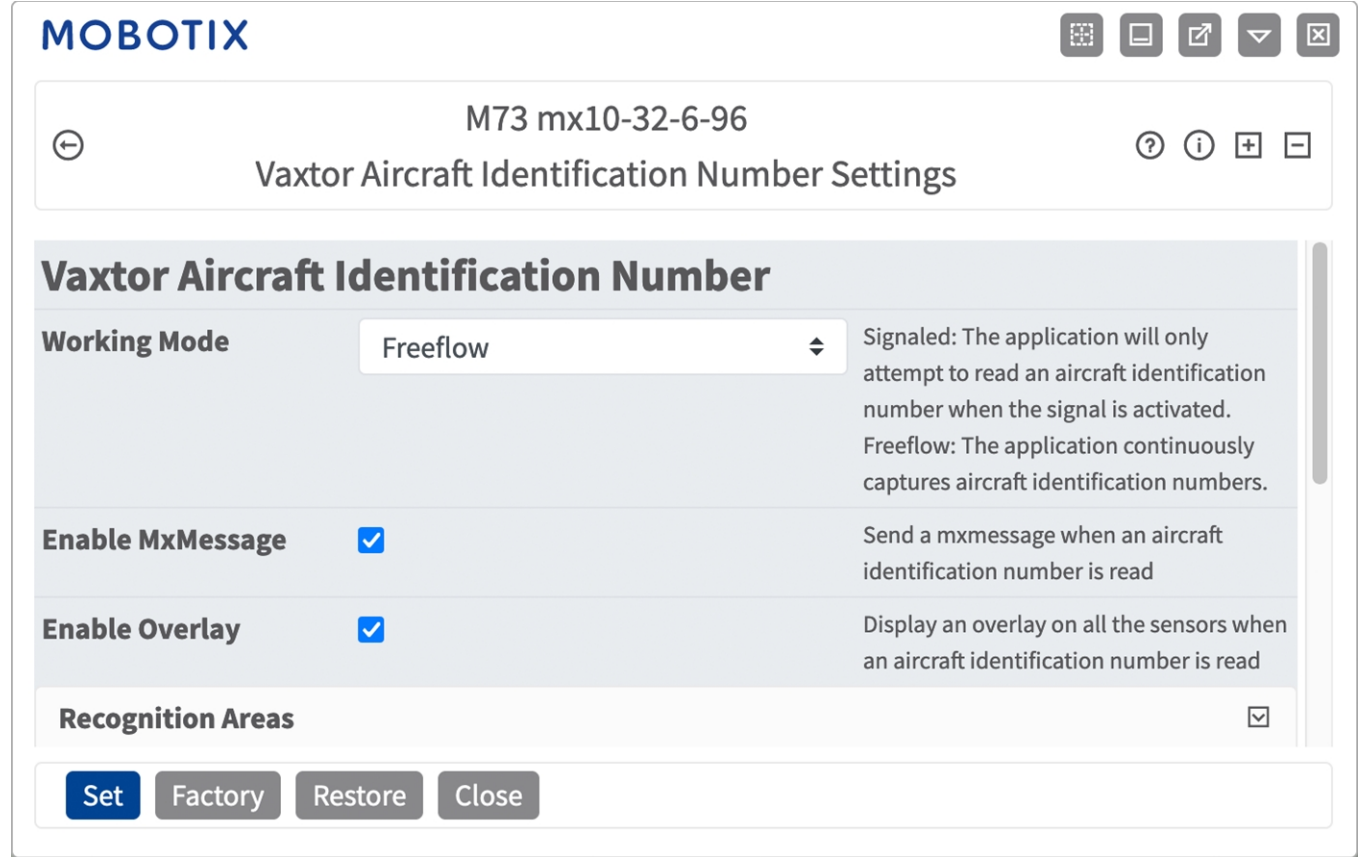 MOBOTIX
M73 mx10-32-6-96
Vaxtor Aircraft Identification Number Settings
Vaxtor Aircraft Identification Number
Working Mode
Freeflow
Signaled: The application will only
attempt to read an aircraft identification
number when the signal is activated.
Freeflow: The application continuously
captures aircraft identification numbers.
Enable MxMessage
Send a mxmessage when an aircraft
identification number is read
Enable Overlay
Display an overlay on all the sensors when
an aircraft identification number is read
Recognition Areas
Set Factory Restore Close